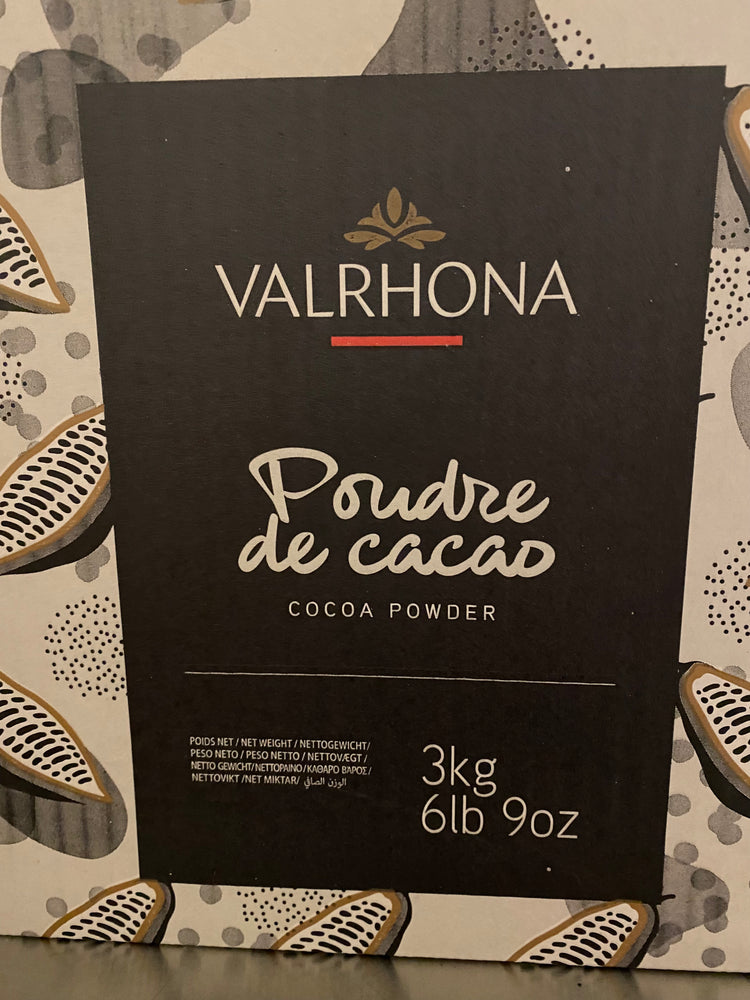 VALRHONA
Poudre
de cacao
COCOA POWDER
POIDS NET / NET WEIGHT / NETTOGEWICHT/
PESO NETO / PESO NETTO / NETTOVÆGT /
NETTO GEWICHT/NETTOPAINO/ΚΑΘΑΡΟ ΒΑΡΟΣ/
NETTOVIKT /NET MIKTAR/ الوزن الصافي
3kg
6lb 9oz